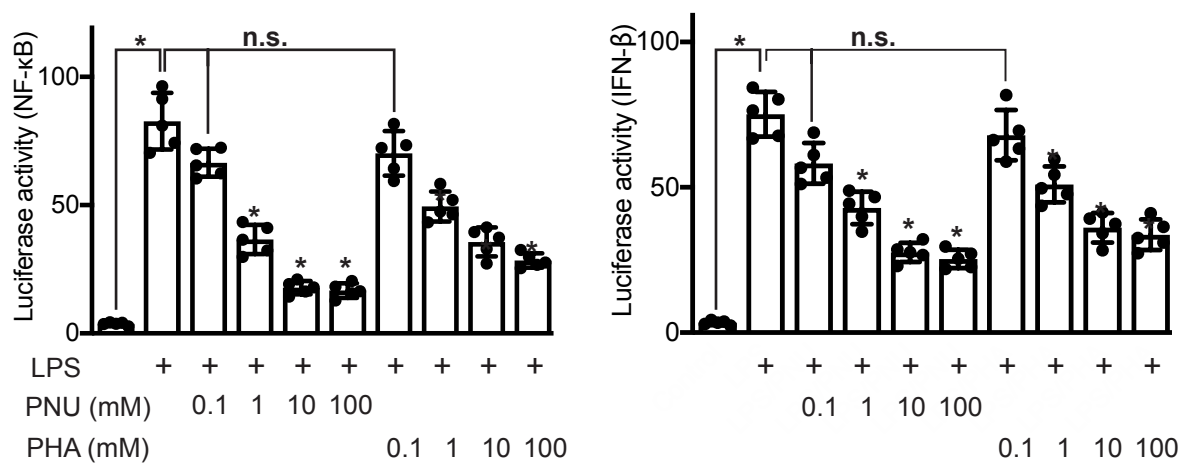 Luciferase activity (NF-κB)
100
50
0
* n.s.
* * * * *
LPS + + + + + + + + +
PNU (mM) 0.1 1 10 100
PHA (mM) 0.1 1 10 100
Luciferase activity (IFN-β)
100
50
0
* n.s.
* * * * * *
+ + + + + + + + +
0.1 1 10 100
0.1 1 10 100